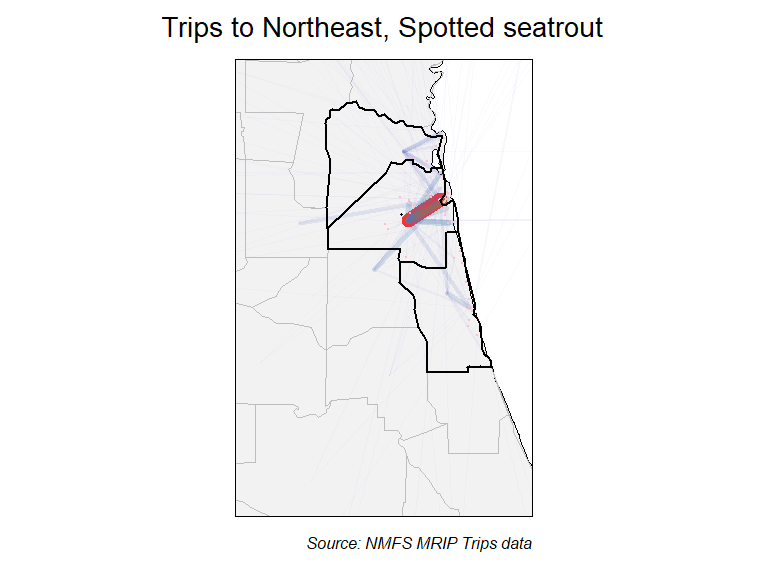 Trips to Northeast, Spotted seatrout
Source: NMFS MRIP Trips data